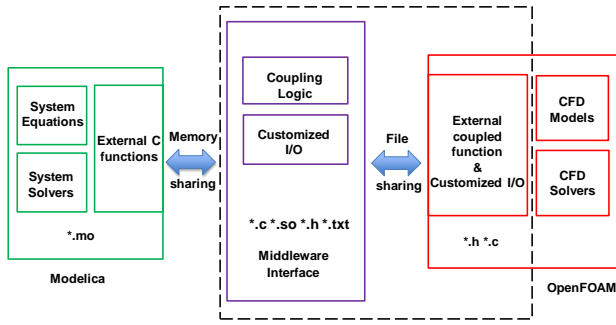 System
Equations
System
Solvers
External C
functions
*.mo
Modelica
Memory
sharing
Coupling
Logic
Customized
I/O
*.c *.so *.h *.txt
Middleware
Interface
File
sharing
External
coupled
function
&
Customized I/O
*.h *.c
CFD
Models
CFD
Solvers
OpenFOAM